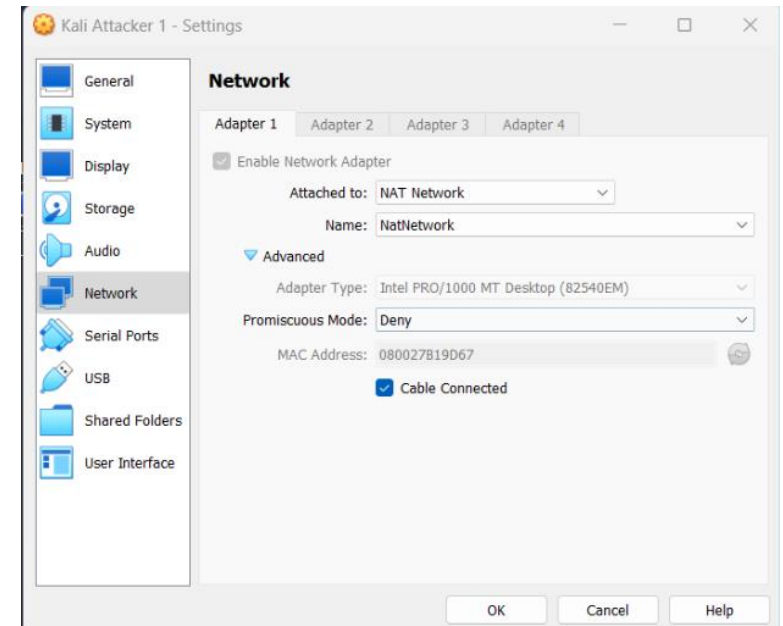 Kali Attacker 1 - Settings
General
System
Display
Storage
Audio
Network
Serial Ports
USB
Shared Folders
User Interface
Network
Adapter 1 Adapter 2 Adapter 3 Adapter 4
Enable Network Adapter
Attached to: NAT Network
Name: NatNetwork
Advanced
Adapter Type: Intel PRO/1000 MT Desktop (82540EM)
Promiscuous Mode: Deny
MAC Address: 080027819D67
Cable Connected
OK Cancel Help